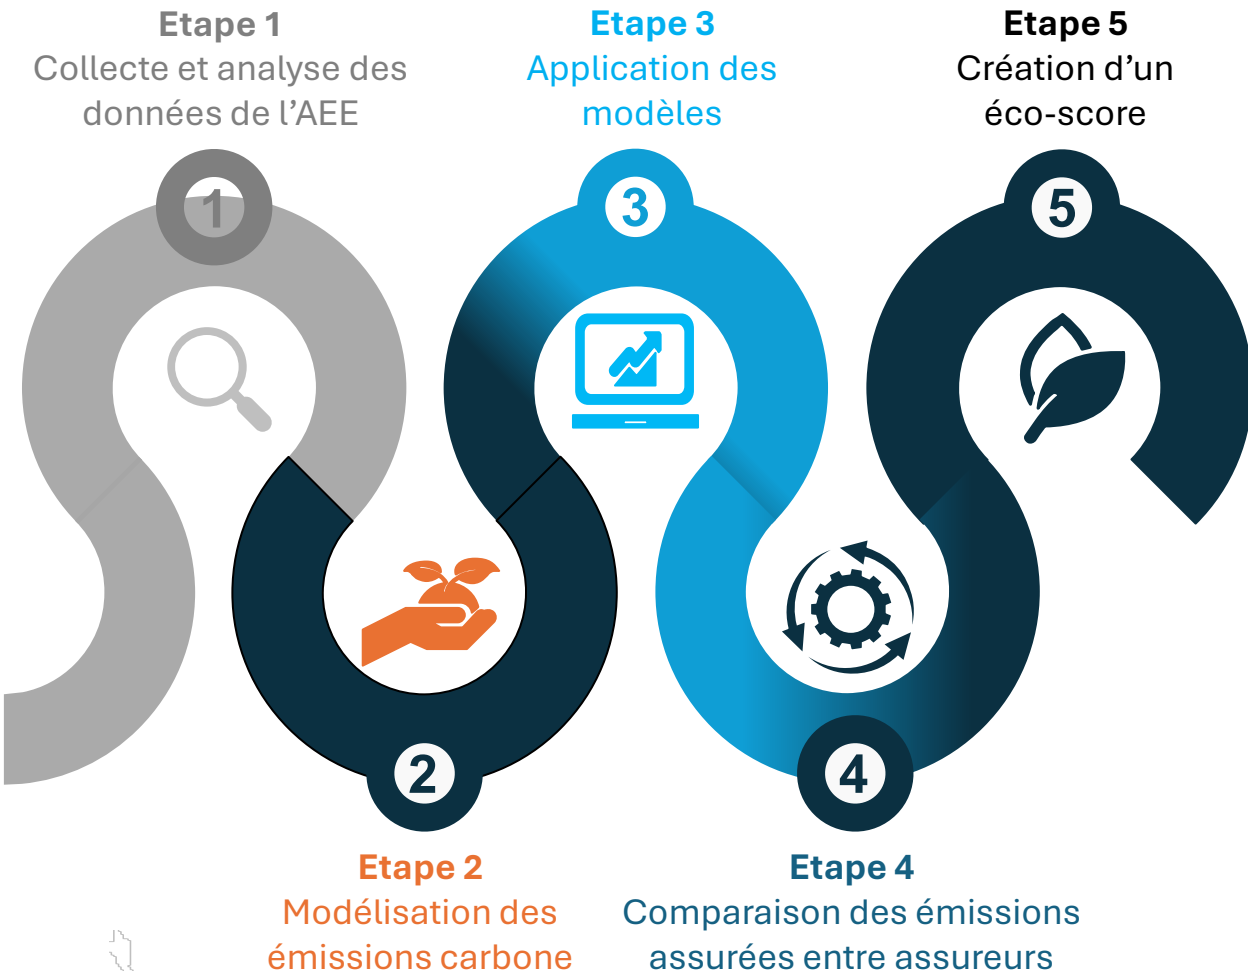 Etape 1
Collecte et analyse des
données de l'AEE
1
Etape 2
Modélisation des
émissions carbone
2
Etape 3
Application des
modèles
3
Etape 4
Comparaison des émissions
assurées entre assureurs
4
Etape 5
Création d'un
éco-score
5